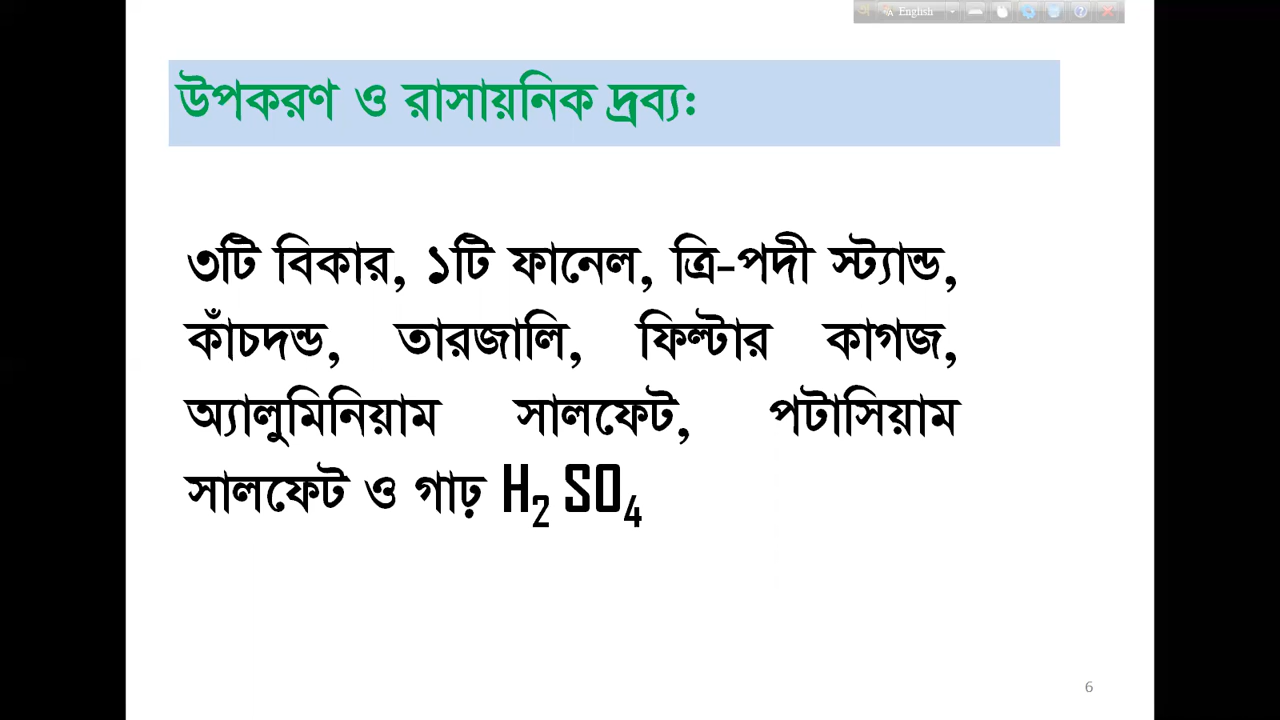 English
উপকরণ ও রাসায়নিক দ্রব্য:
৩টি বিকার, ১টি ফানেল, ত্রি-পদী স্ট্যান্ড,
কাঁচদন্ড, তারজালি, ফিল্টার কাগজ,
অ্যালুমিনিয়াম সালফেট, পটাসিয়াম
সালফেট ও গাঢ় H₂ SO₄
6